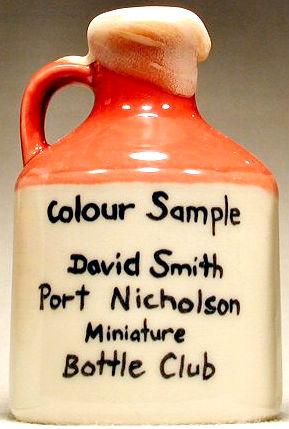 Colour Sample
David Smith
Port Nicholson
Miniature
Bottle Club